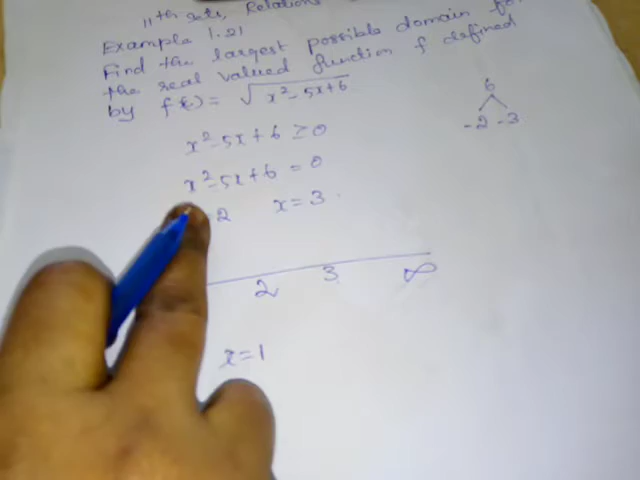 11th Sets, Relations
Example 1.21
Find the largest possible domain for
the real valued function f defined
by f(x) = √x²-5x+6
6
-2 -3
x²-5x+6 ≥0
x²-5x+6 =0
=2 x=3
2 3 ∞
x=1